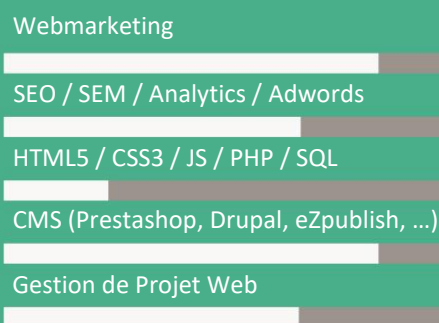 Webmarketing
SEO / SEM / Analytics / Adwords
HTML5 / CSS3 / JS / PHP / SQL
CMS (Prestashop, Drupal, eZpublish, …)
Gestion de Projet Web